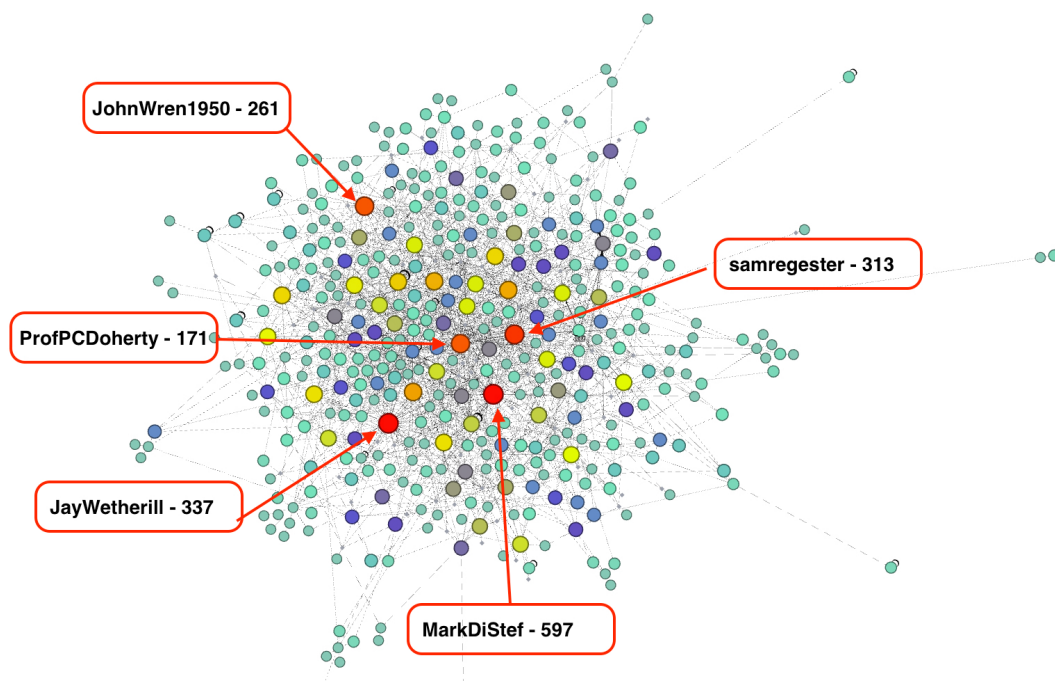 JohnWren1950 - 261
samregester - 313
ProfPCDoherty - 171
JayWetherill - 337
MarkDiStef - 597